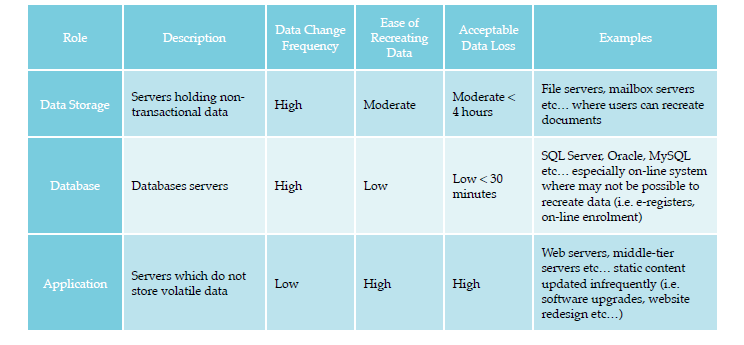 Role
Description
Data Change
Frequency
Ease of
Recreating
Data
Acceptable
Data Loss
Examples
Data Storage
Servers holding non-
transactional data
High
Moderate
Moderate <
4 hours
File servers, mailbox servers
etc… where users can recreate
documents
Database
Databases servers
High
Low
Low < 30
minutes
SQL Server, Oracle, MySQL
etc… especially on-line system
where may not be possible to
recreate data (i.e. e-registers,
on-line enrolment)
Application
Servers which do not
store volatile data
Low
High
High
Web servers, middle-tier
servers etc… static content
updated infrequently (i.e.
software upgrades, website
redesign etc…)